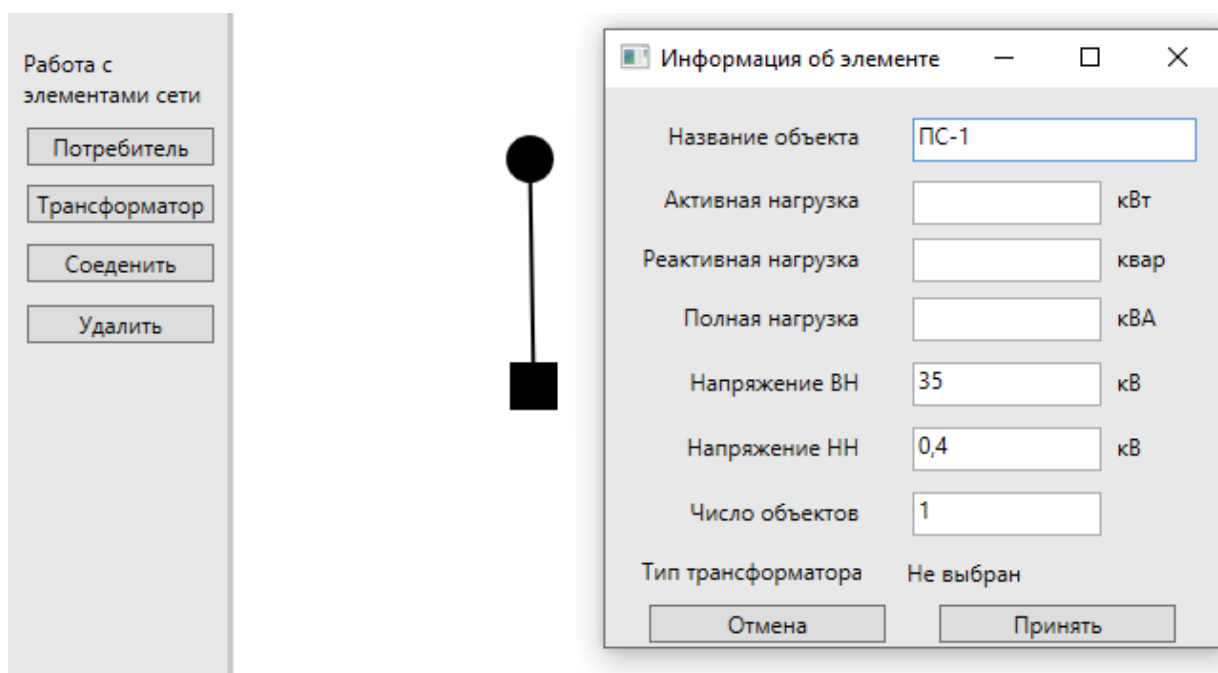 Работа с
элементами сети
Потребитель
Трансформатор
Соеденить
Удалить
Информация об элементе
Название объекта ПС-1
Активная нагрузка кВт
Реактивная нагрузка квар
Полная нагрузка кВА
Напряжение ВН 35 кВ
Напряжение НН 0,4 кВ
Число объектов 1
Тип трансформатора Не выбран
Отмена Принять